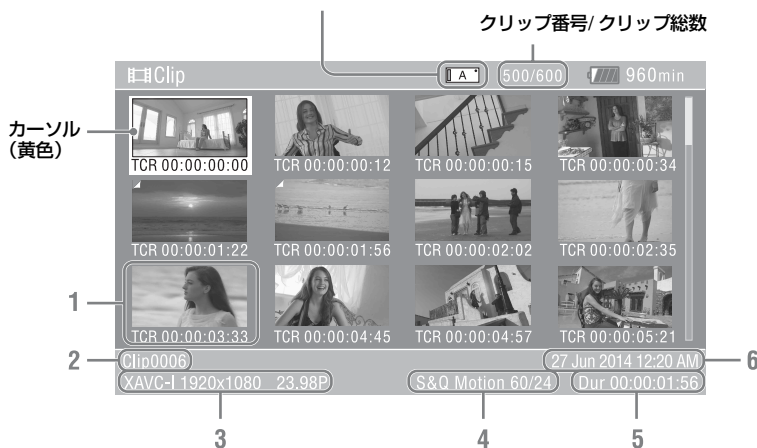 クリップ番号/ クリップ総数
Clip
A
500/600
960min
カーソル
（黄色）
TCR 00:00:00:00
TCR 00:00:00:12
TCR 00:00:00:15
TCR 00:00:00:34
TCR 00:00:01:22
TCR 00:00:01:56
TCR 00:00:02:02
TCR 00:00:02:35
1
TCR 00:00:03:33
TCR 00:00:04:45
TCR 00:00:04:57
TCR 00:00:05:21
2
Clip0006
27 Jun 2014 12:20 AM
6
XAVC-I 1920x1080 23.98P
S&Q Motion 60/24
Dur 00:00:01:56
3
4
5